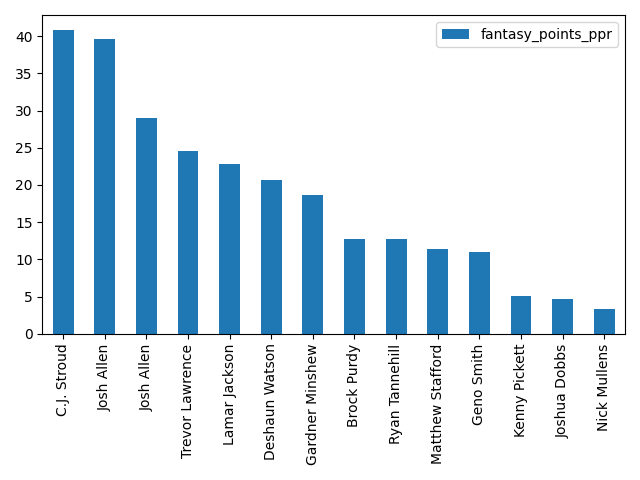 fantasy_points_ppr
40
35
30
25
20
15
10
5
0
C.J. Stroud
Josh Allen
Josh Allen
Trevor Lawrence
Lamar Jackson
Deshaun Watson
Gardner Minshew
Brock Purdy
Ryan Tannehill
Matthew Stafford
Geno Smith
Kenny Pickett
Joshua Dobbs
Nick Mullens